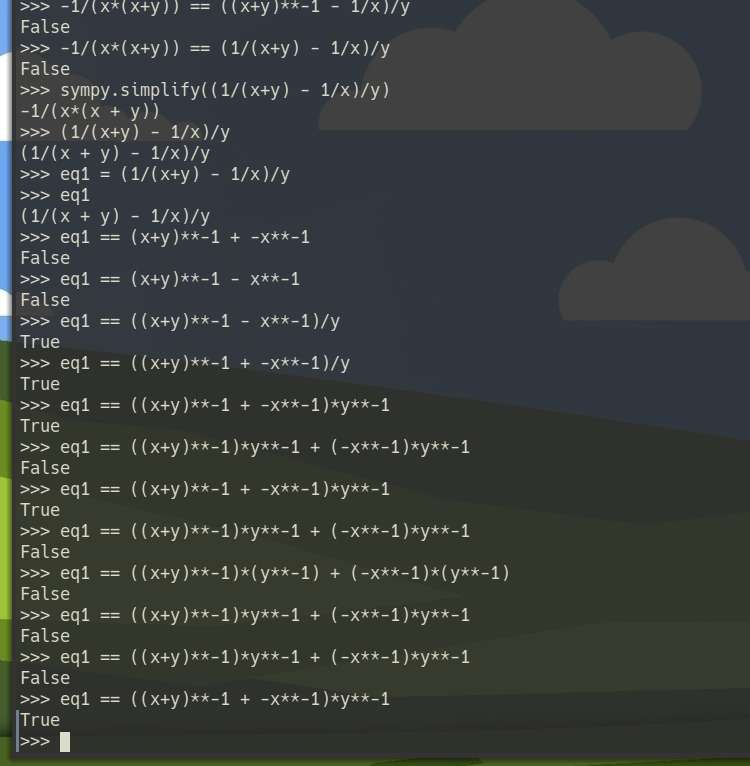 >>> -1/(x*(x+y)) == ((x+y)**-1 - 1/x)/y
False
>>> -1/(x*(x+y)) == (1/(x+y) - 1/x)/y
False
>>> sympy.simplify((1/(x+y) - 1/x)/y)
-1/(x*(x + y))
>>> (1/(x+y) - 1/x)/y
(1/(x + y) - 1/x)/y
>>> eq1 = (1/(x+y) - 1/x)/y
>>> eq1
(1/(x + y) - 1/x)/y
>>> eq1 == (x+y)**-1 + -x**-1
False
>>> eq1 == (x+y)**-1 - x**-1
False
>>> eq1 == ((x+y)**-1 - x**-1)/y
True
>>> eq1 == ((x+y)**-1 + -x**-1)/y
True
>>> eq1 == ((x+y)**-1 + -x**-1)*y**-1
True
>>> eq1 == ((x+y)**-1)*y**-1 + (-x**-1)*y**-1
False
>>> eq1 == ((x+y)**-1 + -x**-1)*y**-1
True
>>> eq1 == ((x+y)**-1)*y**-1 + (-x**-1)*y**-1
False
>>> eq1 == ((x+y)**-1)*(y**-1) + (-x**-1)*(y**-1)
False
>>> eq1 == ((x+y)**-1)*y**-1 + (-x**-1)*y**-1
False
>>> eq1 == ((x+y)**-1)*y**-1 + (-x**-1)*y**-1
False
>>> eq1 == ((x+y)**-1 + -x**-1)*y**-1
True
>>>